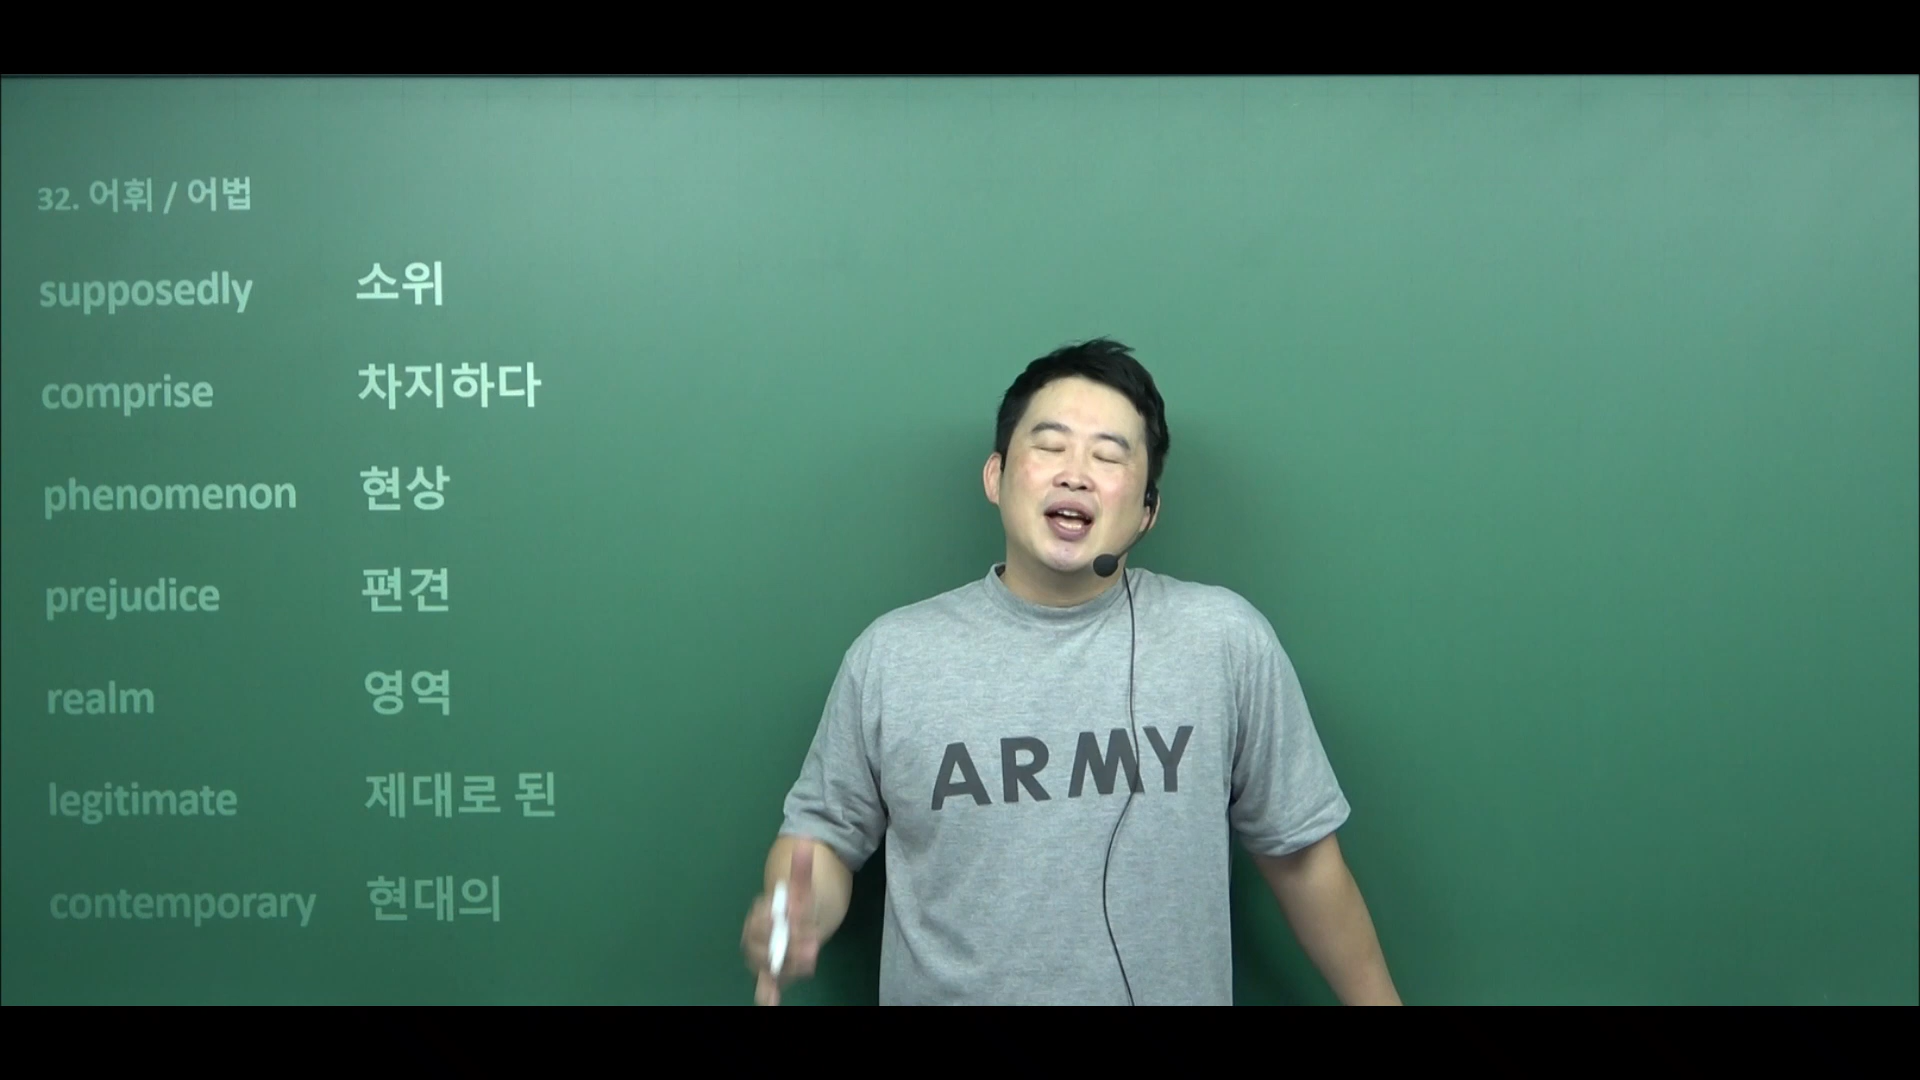 32. 어휘 / 어법
supposedly 소위
comprise 차지하다
phenomenon 현상
prejudice 편견
realm 영역
legitimate 제대로 된
contemporary 현대의
ARMY